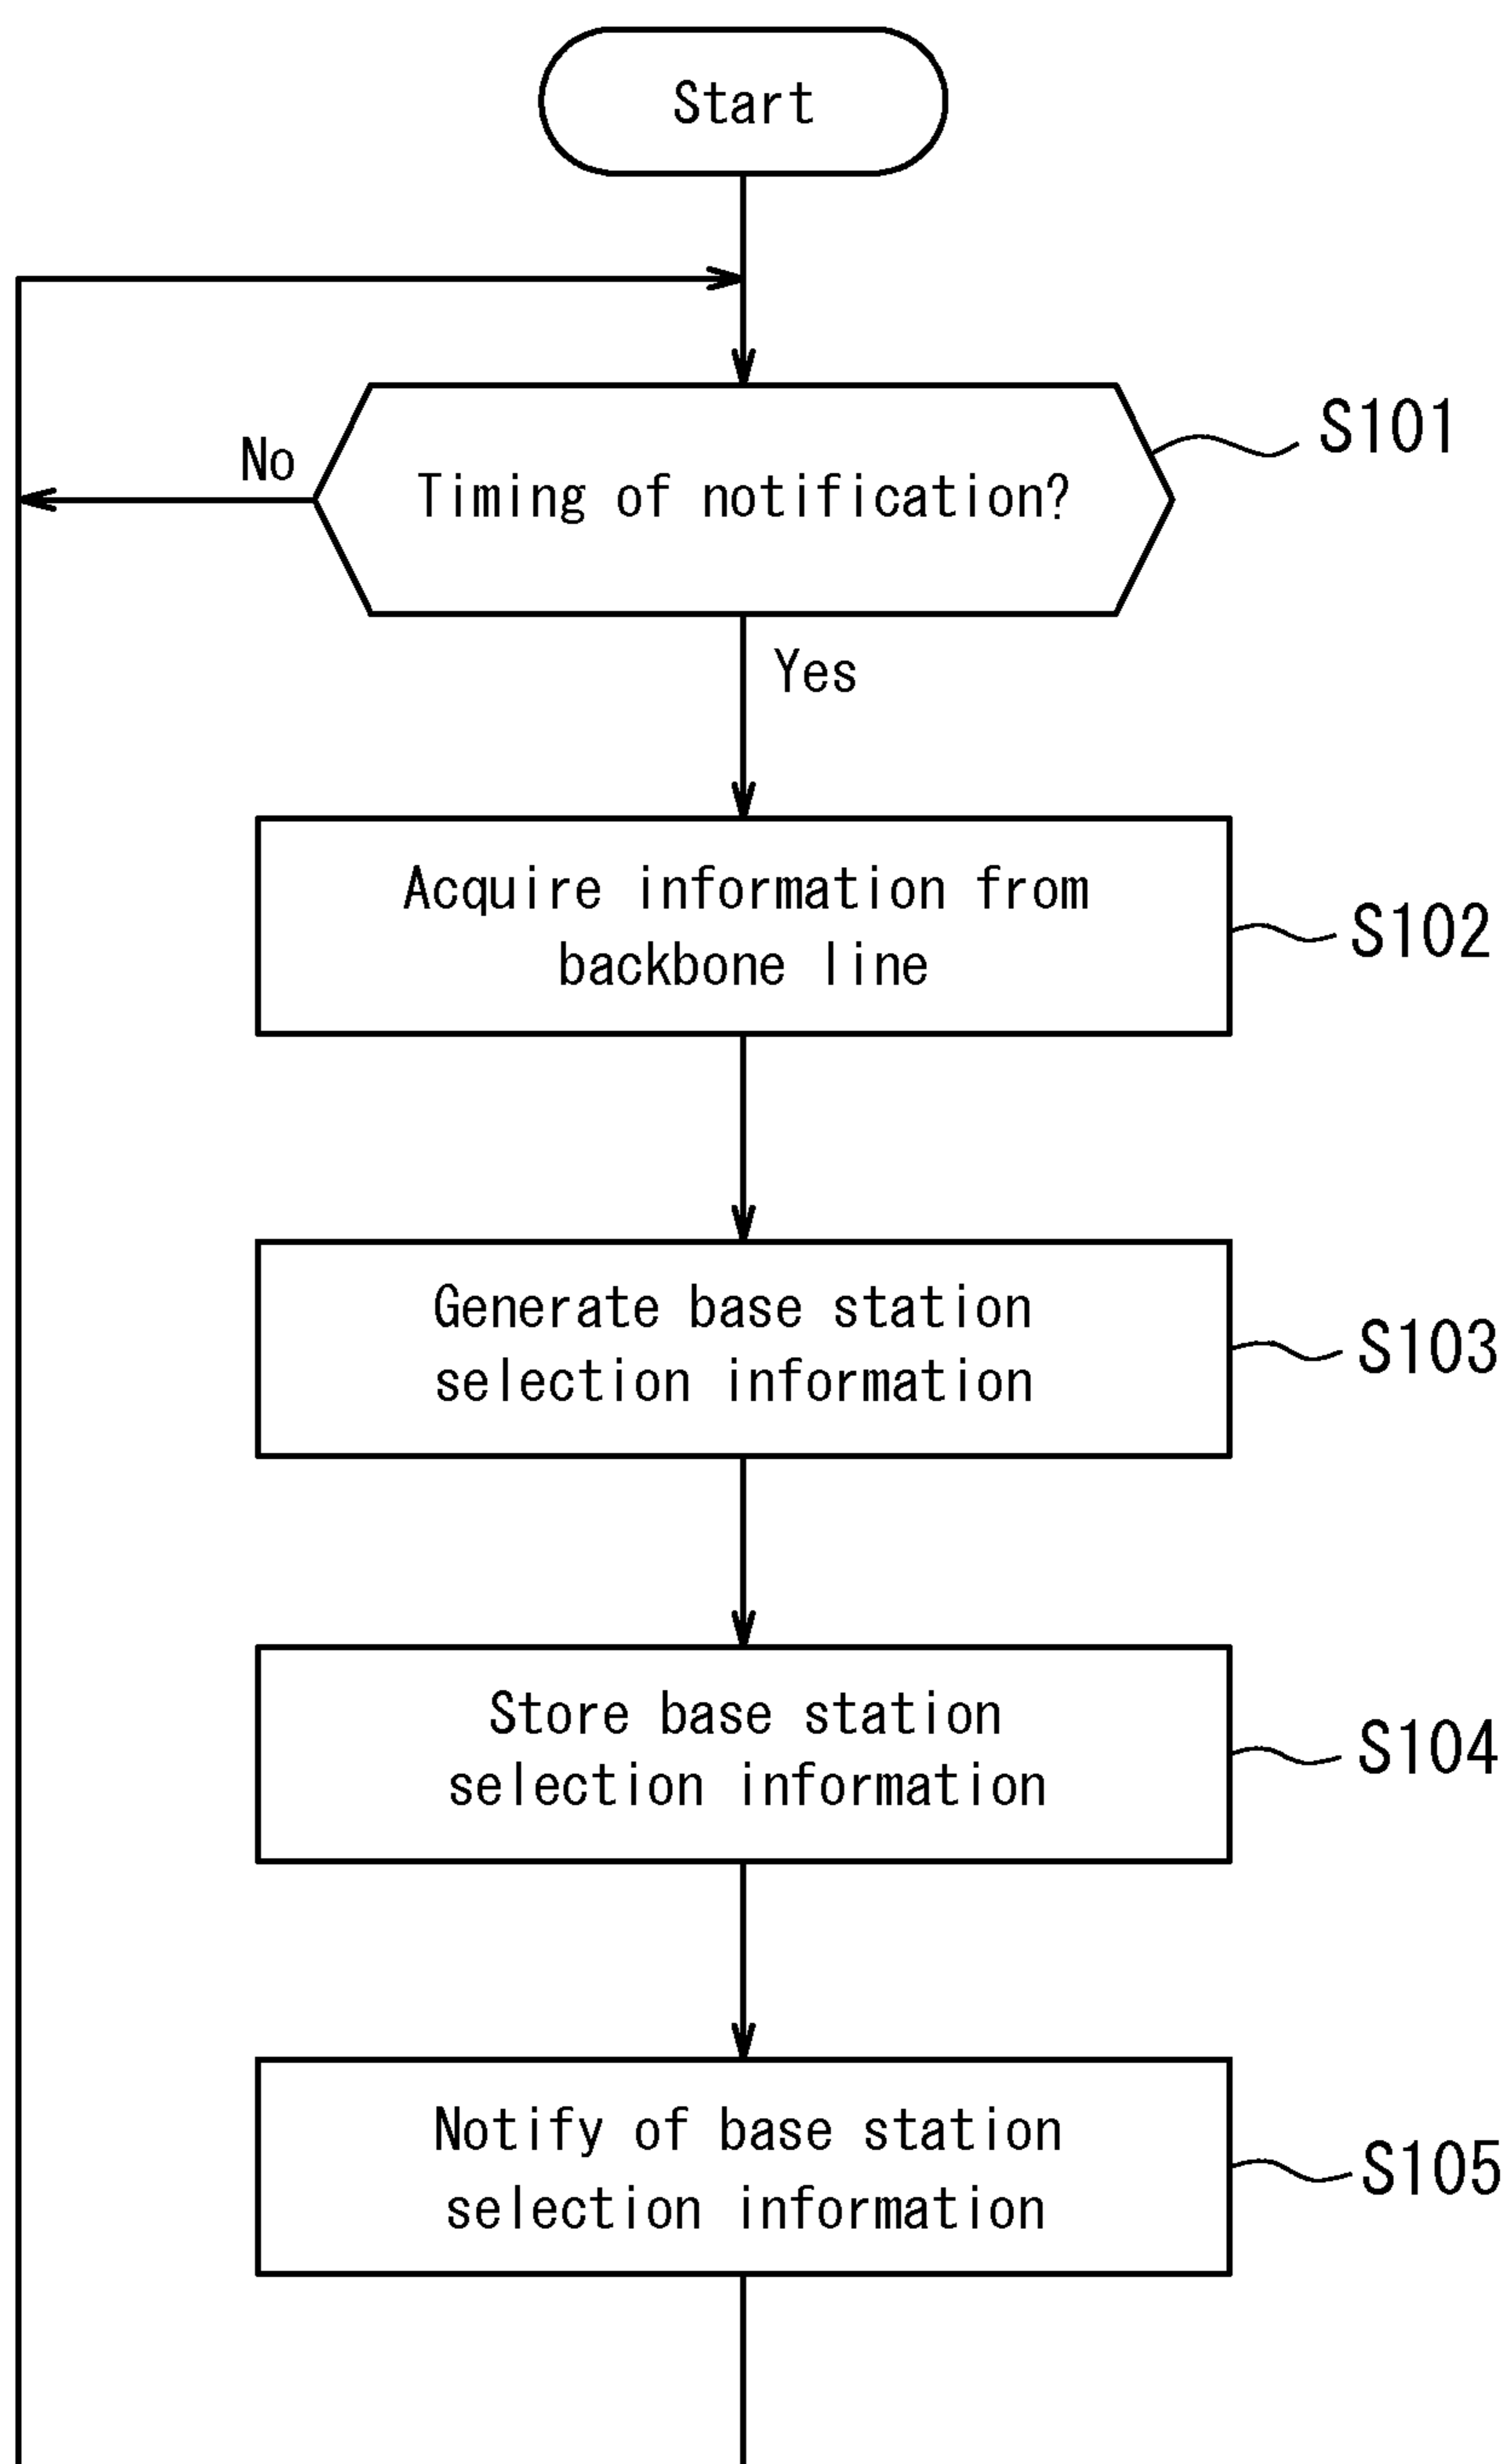 Start
No
Timing of notification?
S101
Yes
Acquire information from
backbone line
S102
Generate base station
selection information
S103
Store base station
selection information
S104
Notify of base station
selection information
S105